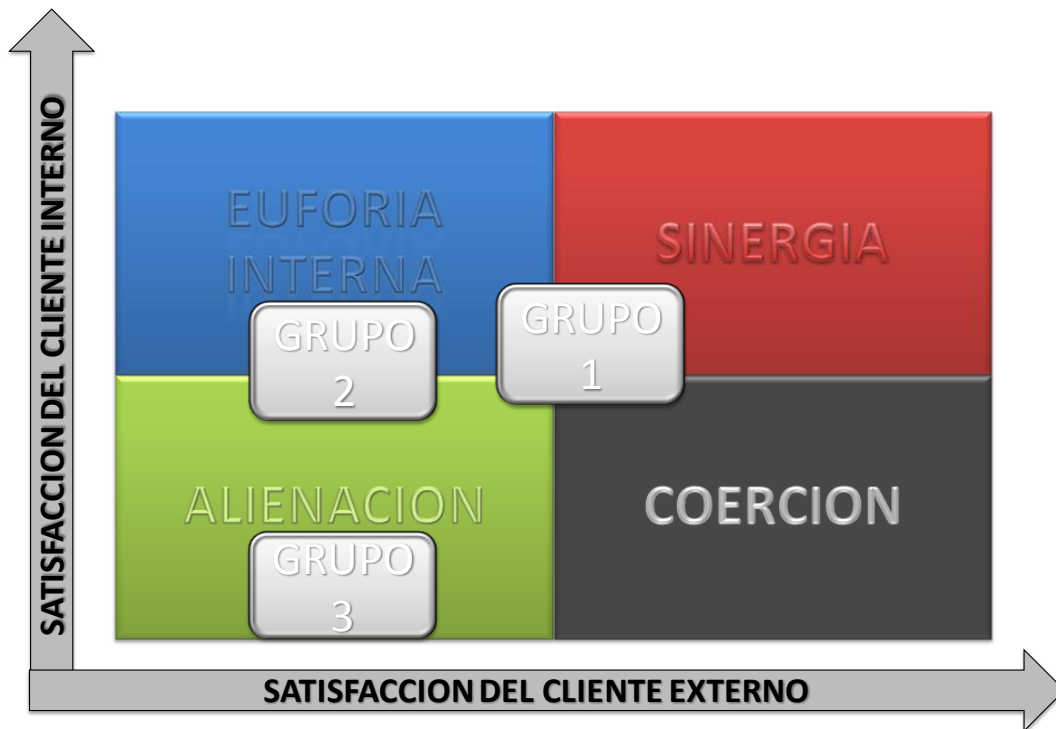 SATISFACCION DEL CLIENTE INTERNO
EUFORIA
INTERNA
SINERGIA
GRUPO
2
GRUPO
1
ALIENACION
COERCION
GRUPO
3
SATISFACCION DEL CLIENTE EXTERNO